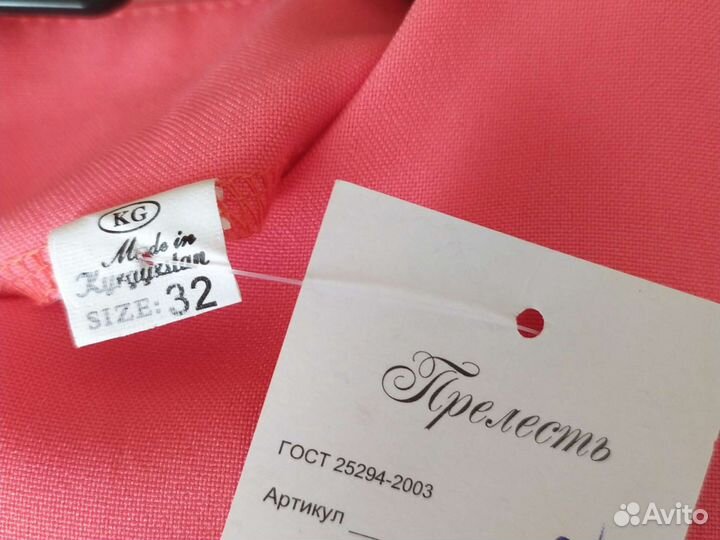 KG
Made in
Kyrgyzstan
SIZE: 32
Прелесть
ГОСТ 25294-2003
Артикул
Avito